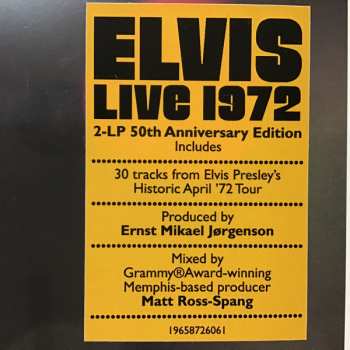 ELVIS
LIVE 1972
2-LP 50th Anniversary Edition
Includes
30 tracks from Elvis Presley's
Historic April '72 Tour
Produced by
Ernst Mikael Jørgenson
Mixed by
Grammy®Award-winning
Memphis-based producer
Matt Ross-Spang
19658726061